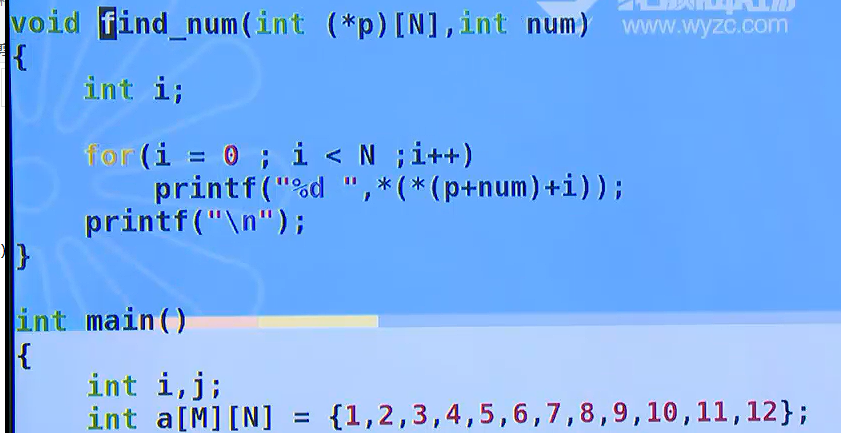 www.wyzc.com
void find_num(int (*p)[N],int num)
{
int i;
for(i = 0 ; i < N ;i++)
printf("%d ",*(*(p+num)+i));
printf("\n");
}
int main()
{
int i,j;
int a[M][N] = {1,2,3,4,5,6,7,8,9,10,11,12};